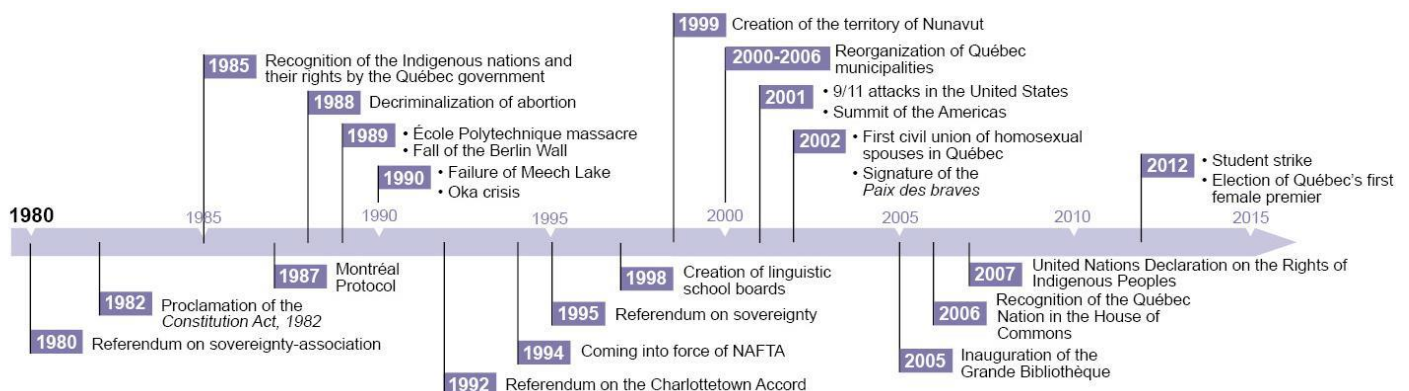 1999 Creation of the territory of Nunavut
2000-2006 Reorganization of Québec
municipalities
1985 Recognition of the Indigenous nations and
their rights by the Québec government
2001 • 9/11 attacks in the United States
• Summit of the Americas
1988 Decriminalization of abortion
1989 • École Polytechnique massacre
• Fall of the Berlin Wall
2002 • First civil union of homosexual
spouses in Québec
• Signature of the
Paix des braves
1990 • Failure of Meech Lake
• Oka crisis
2012 • Student strike
• Election of Québec's first
female premier
1980 1985 1990 1995 2000 2005 2010 2015
1987 Montréal
Protocol
1998 Creation of linguistic
school boards
2007 United Nations Declaration on the Rights of
Indigenous Peoples
1982 Proclamation of the
Constitution Act, 1982
1995 Referendum on sovereignty
2006 Recognition of the Québec
Nation in the House of
Commons
1980 Referendum on sovereignty-association
1994 Coming into force of NAFTA
2005 Inauguration of the
Grande Bibliothèque
1992 Referendum on the Charlottetown Accord